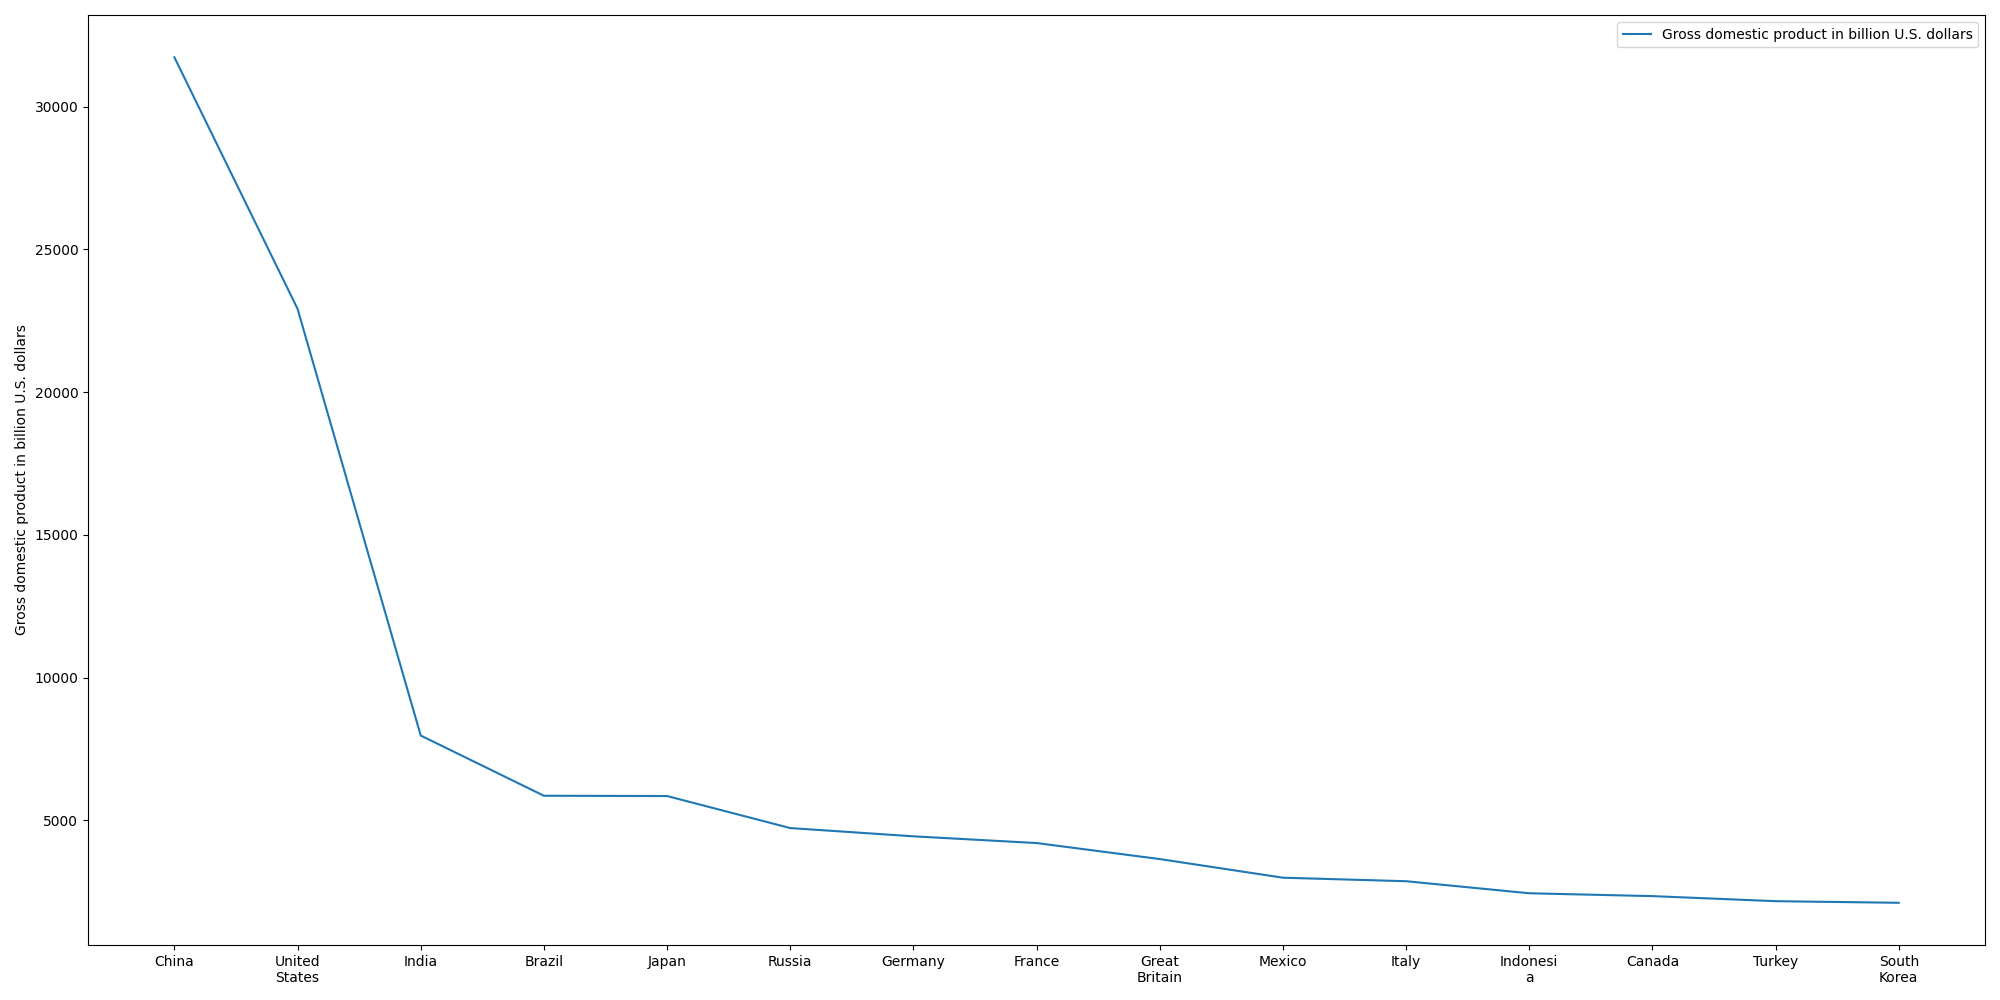 Gross domestic product in billion U.S. dollars
Gross domestic product in billion U.S. dollars
30000
25000
20000
15000
10000
5000
China
United
States
India
Brazil
Japan
Russia
Germany
France
Great
Britain
Mexico
Italy
Indonesi
a
Canada
Turkey
South
Korea